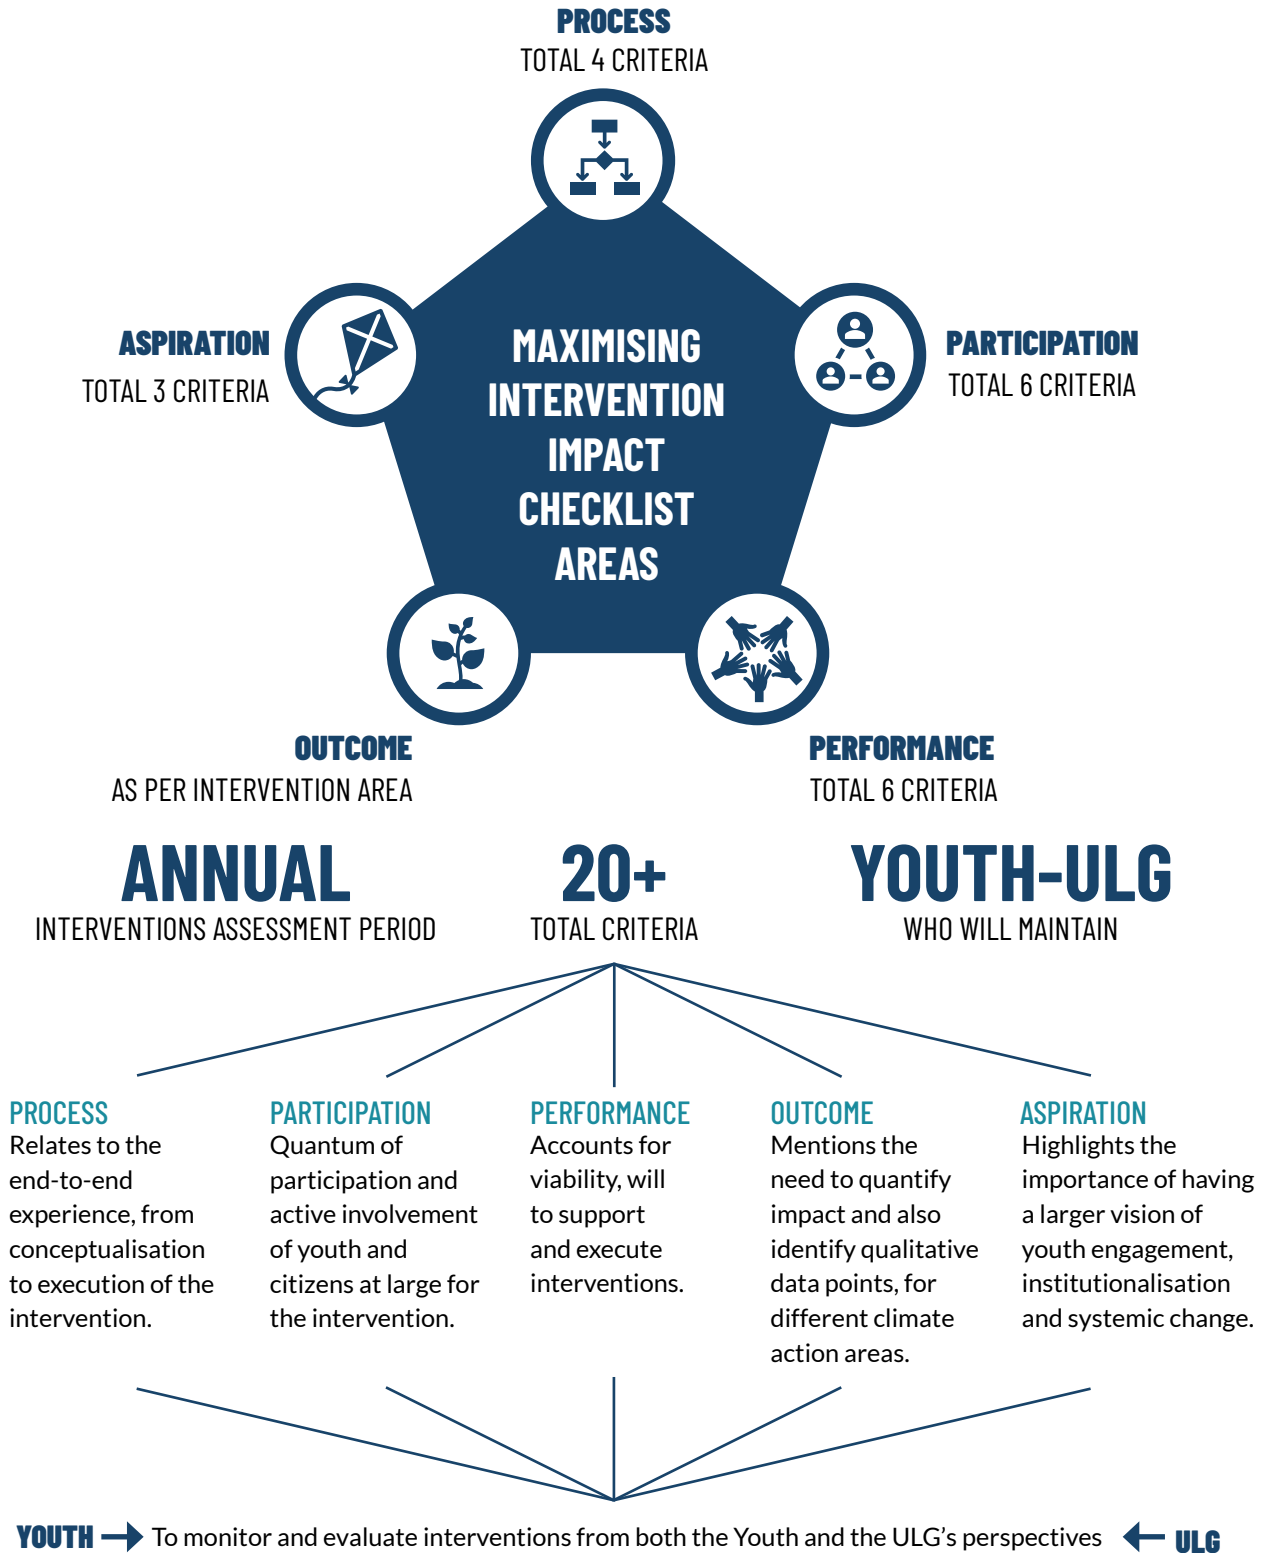 PROCESS
TOTAL 4 CRITERIA
ASPIRATION
TOTAL 3 CRITERIA
MAXIMISING
INTERVENTION
IMPACT
CHECKLIST
AREAS
PARTICIPATION
TOTAL 6 CRITERIA
OUTCOME
AS PER INTERVENTION AREA
PERFORMANCE
TOTAL 6 CRITERIA
ANNUAL
INTERVENTIONS ASSESSMENT PERIOD
20+
TOTAL CRITERIA
YOUTH-ULG
WHO WILL MAINTAIN
PROCESS
Relates to the
end-to-end
experience, from
conceptualisation
to execution of the
intervention.
PARTICIPATION
Quantum of
participation and
active involvement
of youth and
citizens at large for
the intervention.
PERFORMANCE
Accounts for
viability, will
to support
and execute
interventions.
OUTCOME
Mentions the
need to quantify
impact and also
identify qualitative
data points, for
different climate
action areas.
ASPIRATION
Highlights the
importance of having
a larger vision of
youth engagement,
institutionalisation
and systemic change.
YOUTH To monitor and evaluate interventions from both the Youth and the ULG's perspectives ULG